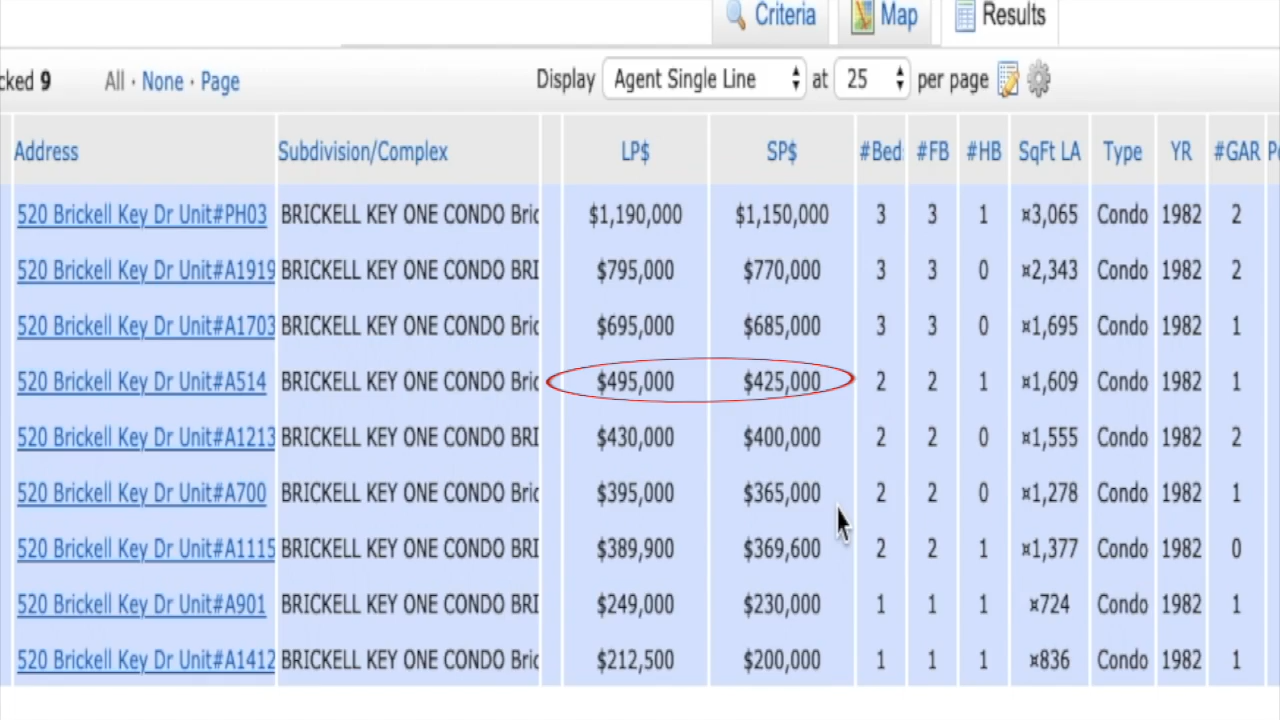 Criteria Map Results
cked 9 All · None · Page Display Agent Single Line at 25 per page
Address Subdivision/Complex LP$ SP$ #Beds #FB #HB SqFt LA Type YR #GAR
520 Brickell Key Dr Unit#PH03 BRICKELL KEY ONE CONDO Bric $1,190,000 $1,150,000 3 3 1 ¤3,065 Condo 1982 2
520 Brickell Key Dr Unit#A1919 BRICKELL KEY ONE CONDO BRI $795,000 $770,000 3 3 0 ¤2,343 Condo 1982 2
520 Brickell Key Dr Unit#A1703 BRICKELL KEY ONE CONDO Bric $695,000 $685,000 3 3 0 ¤1,695 Condo 1982 1
520 Brickell Key Dr Unit#A514 BRICKELL KEY ONE CONDO Bric $495,000 $425,000 2 2 1 ¤1,609 Condo 1982 1
520 Brickell Key Dr Unit#A1213 BRICKELL KEY ONE CONDO BRI $430,000 $400,000 2 2 0 ¤1,555 Condo 1982 2
520 Brickell Key Dr Unit#A700 BRICKELL KEY ONE CONDO Bric $395,000 $365,000 2 2 0 ¤1,278 Condo 1982 1
520 Brickell Key Dr Unit#A1115 BRICKELL KEY ONE CONDO BRI $389,900 $369,600 2 2 1 ¤1,377 Condo 1982 0
520 Brickell Key Dr Unit#A901 BRICKELL KEY ONE CONDO BRI $249,000 $230,000 1 1 1 ¤724 Condo 1982 1
520 Brickell Key Dr Unit#A1412 BRICKELL KEY ONE CONDO Bric $212,500 $200,000 1 1 1 ¤836 Condo 1982 1